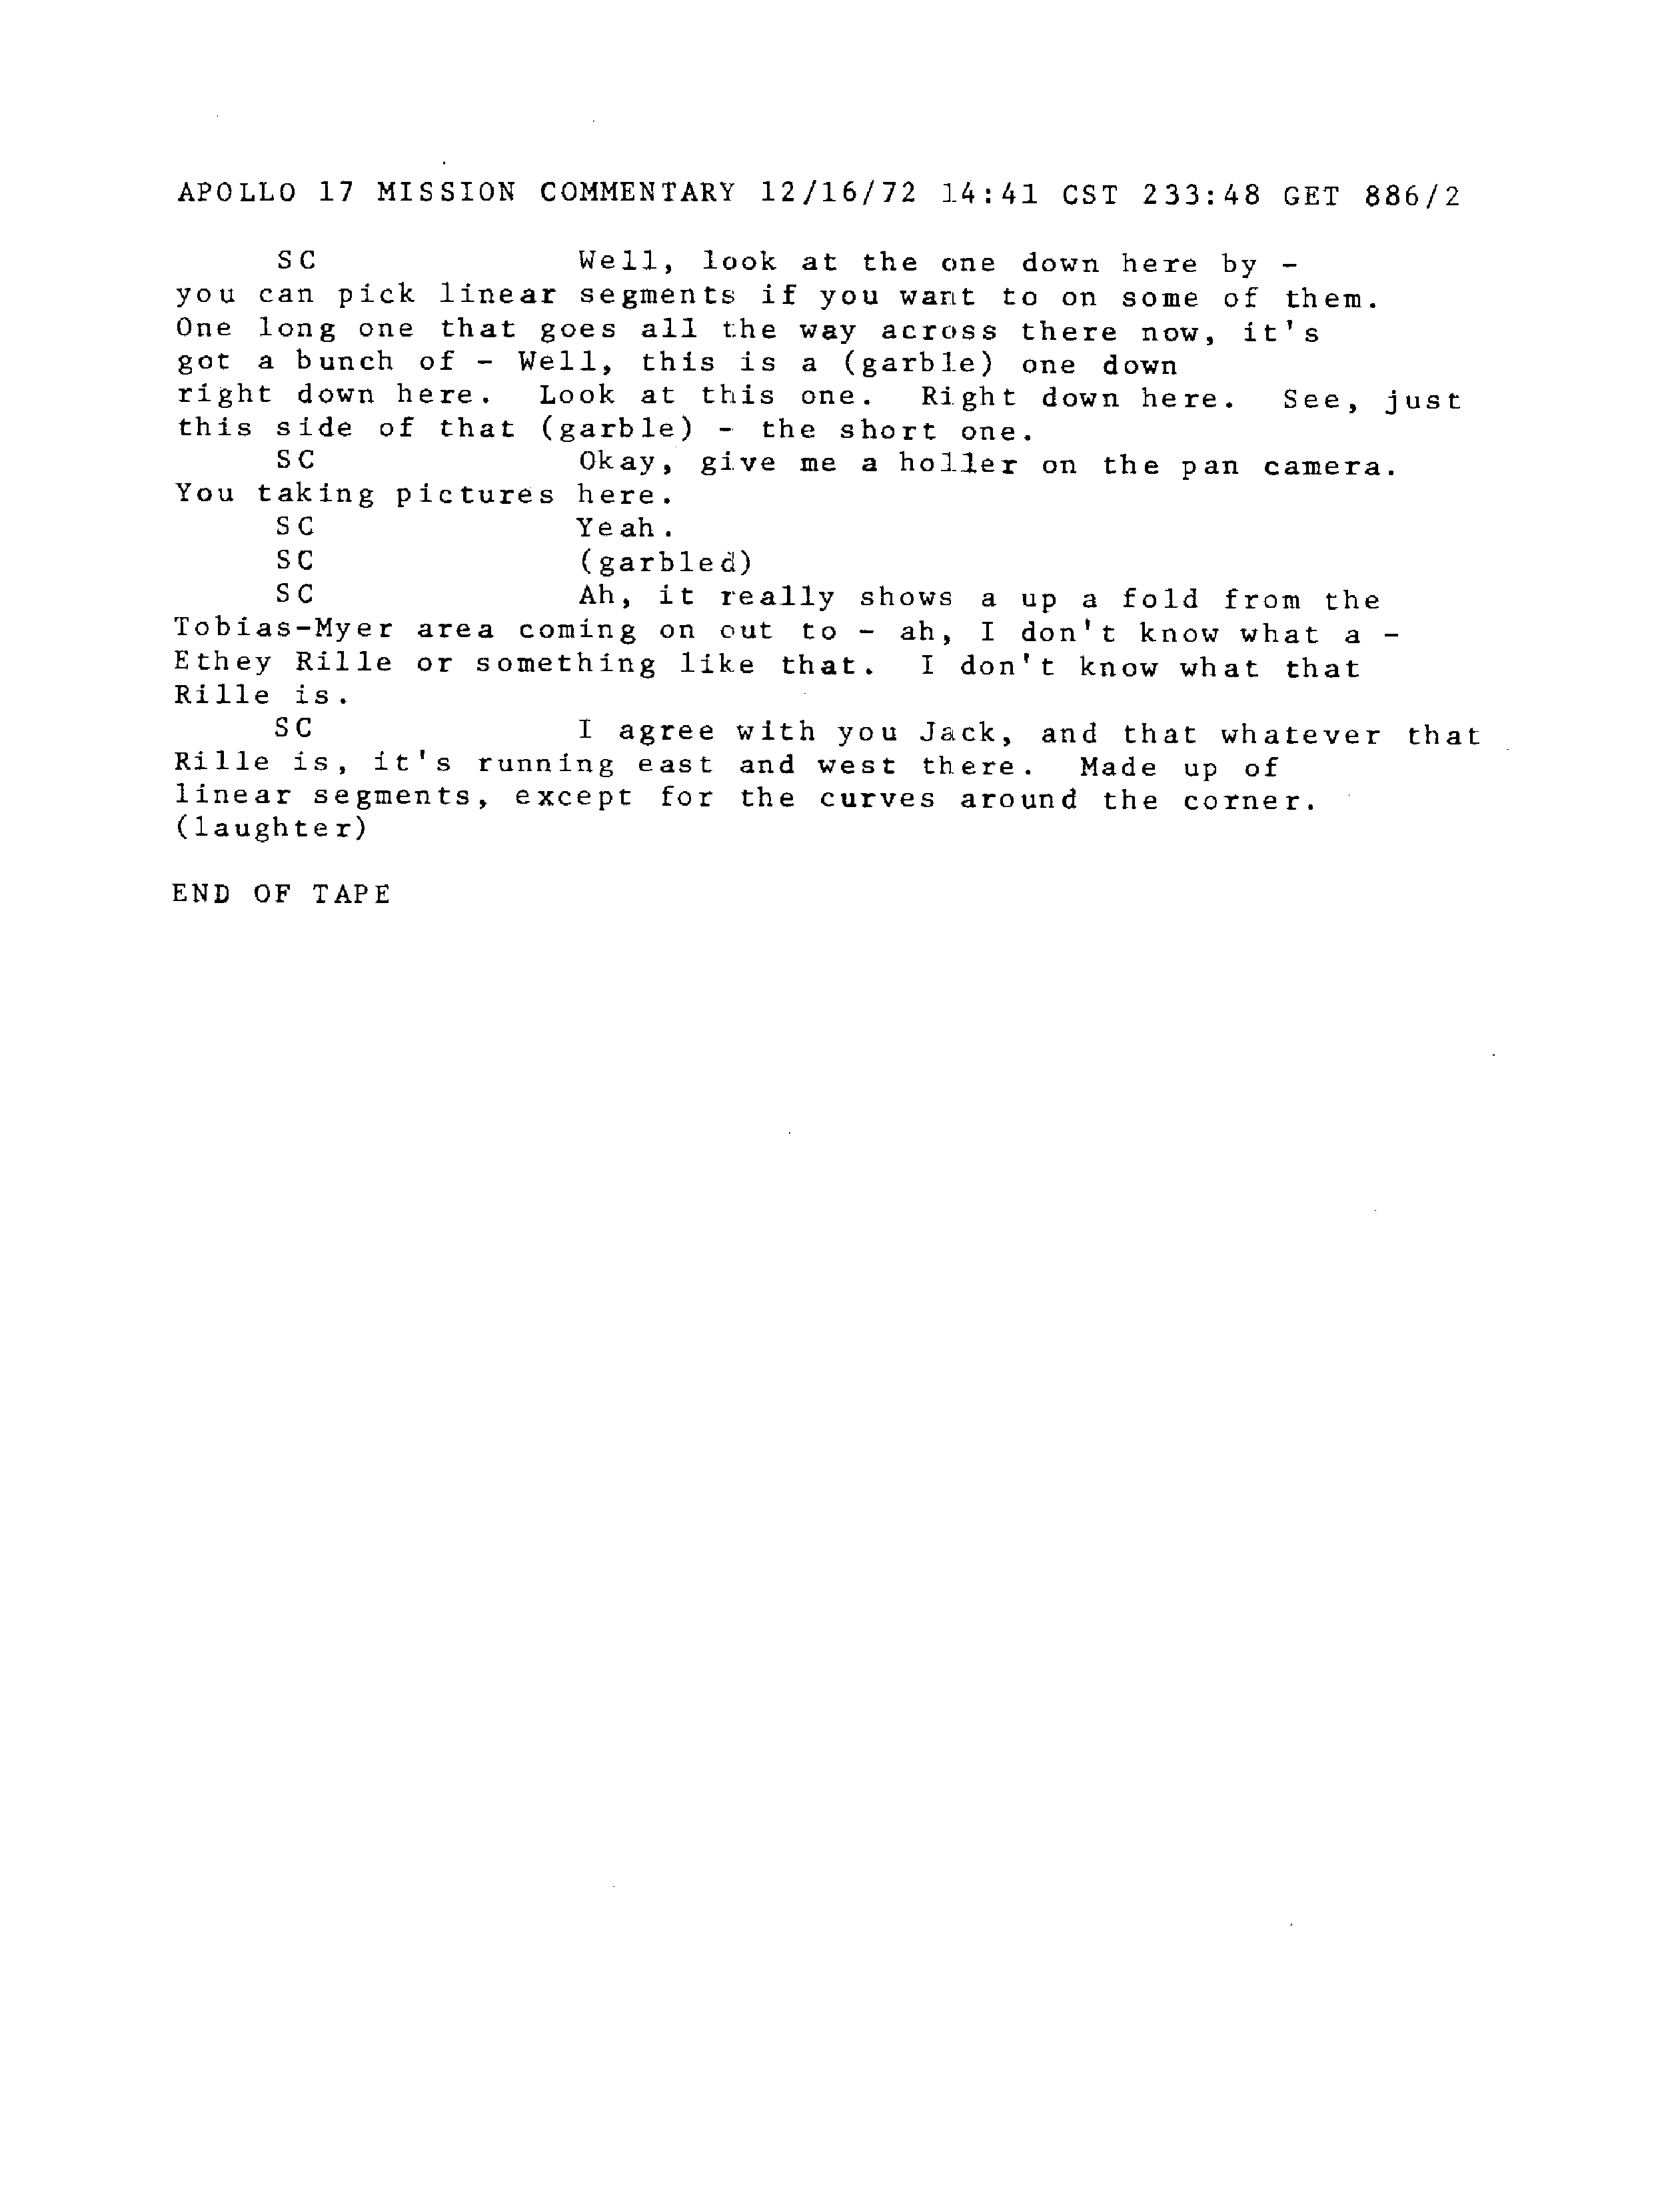 APOLLO 17 MISSION COMMENTARY 12/16/72 14:41 CST 233:48 GET 886/2
SC Well, look at the one down here by -
you can pick linear segments if you want to on some of them.
One long one that goes all the way across there now, it's
got a bunch of - Well, this is a (garble) one down
right down here. Look at this one. Right down here. See, just
this side of that (garble) - the short one.
SC Okay, give me a holler on the pan camera.
You taking pictures here.
SC Yeah.
SC (garbled)
SC Ah, it really shows a up a fold from the
Tobias-Myer area coming on out to - ah, I don't know what a -
Ethey Rille or something like that. I don't know what that
Rille is.
SC I agree with you Jack, and that whatever that
Rille is, it's running east and west there. Made up of
linear segments, except for the curves around the corner.
(laughter)
END OF TAPE